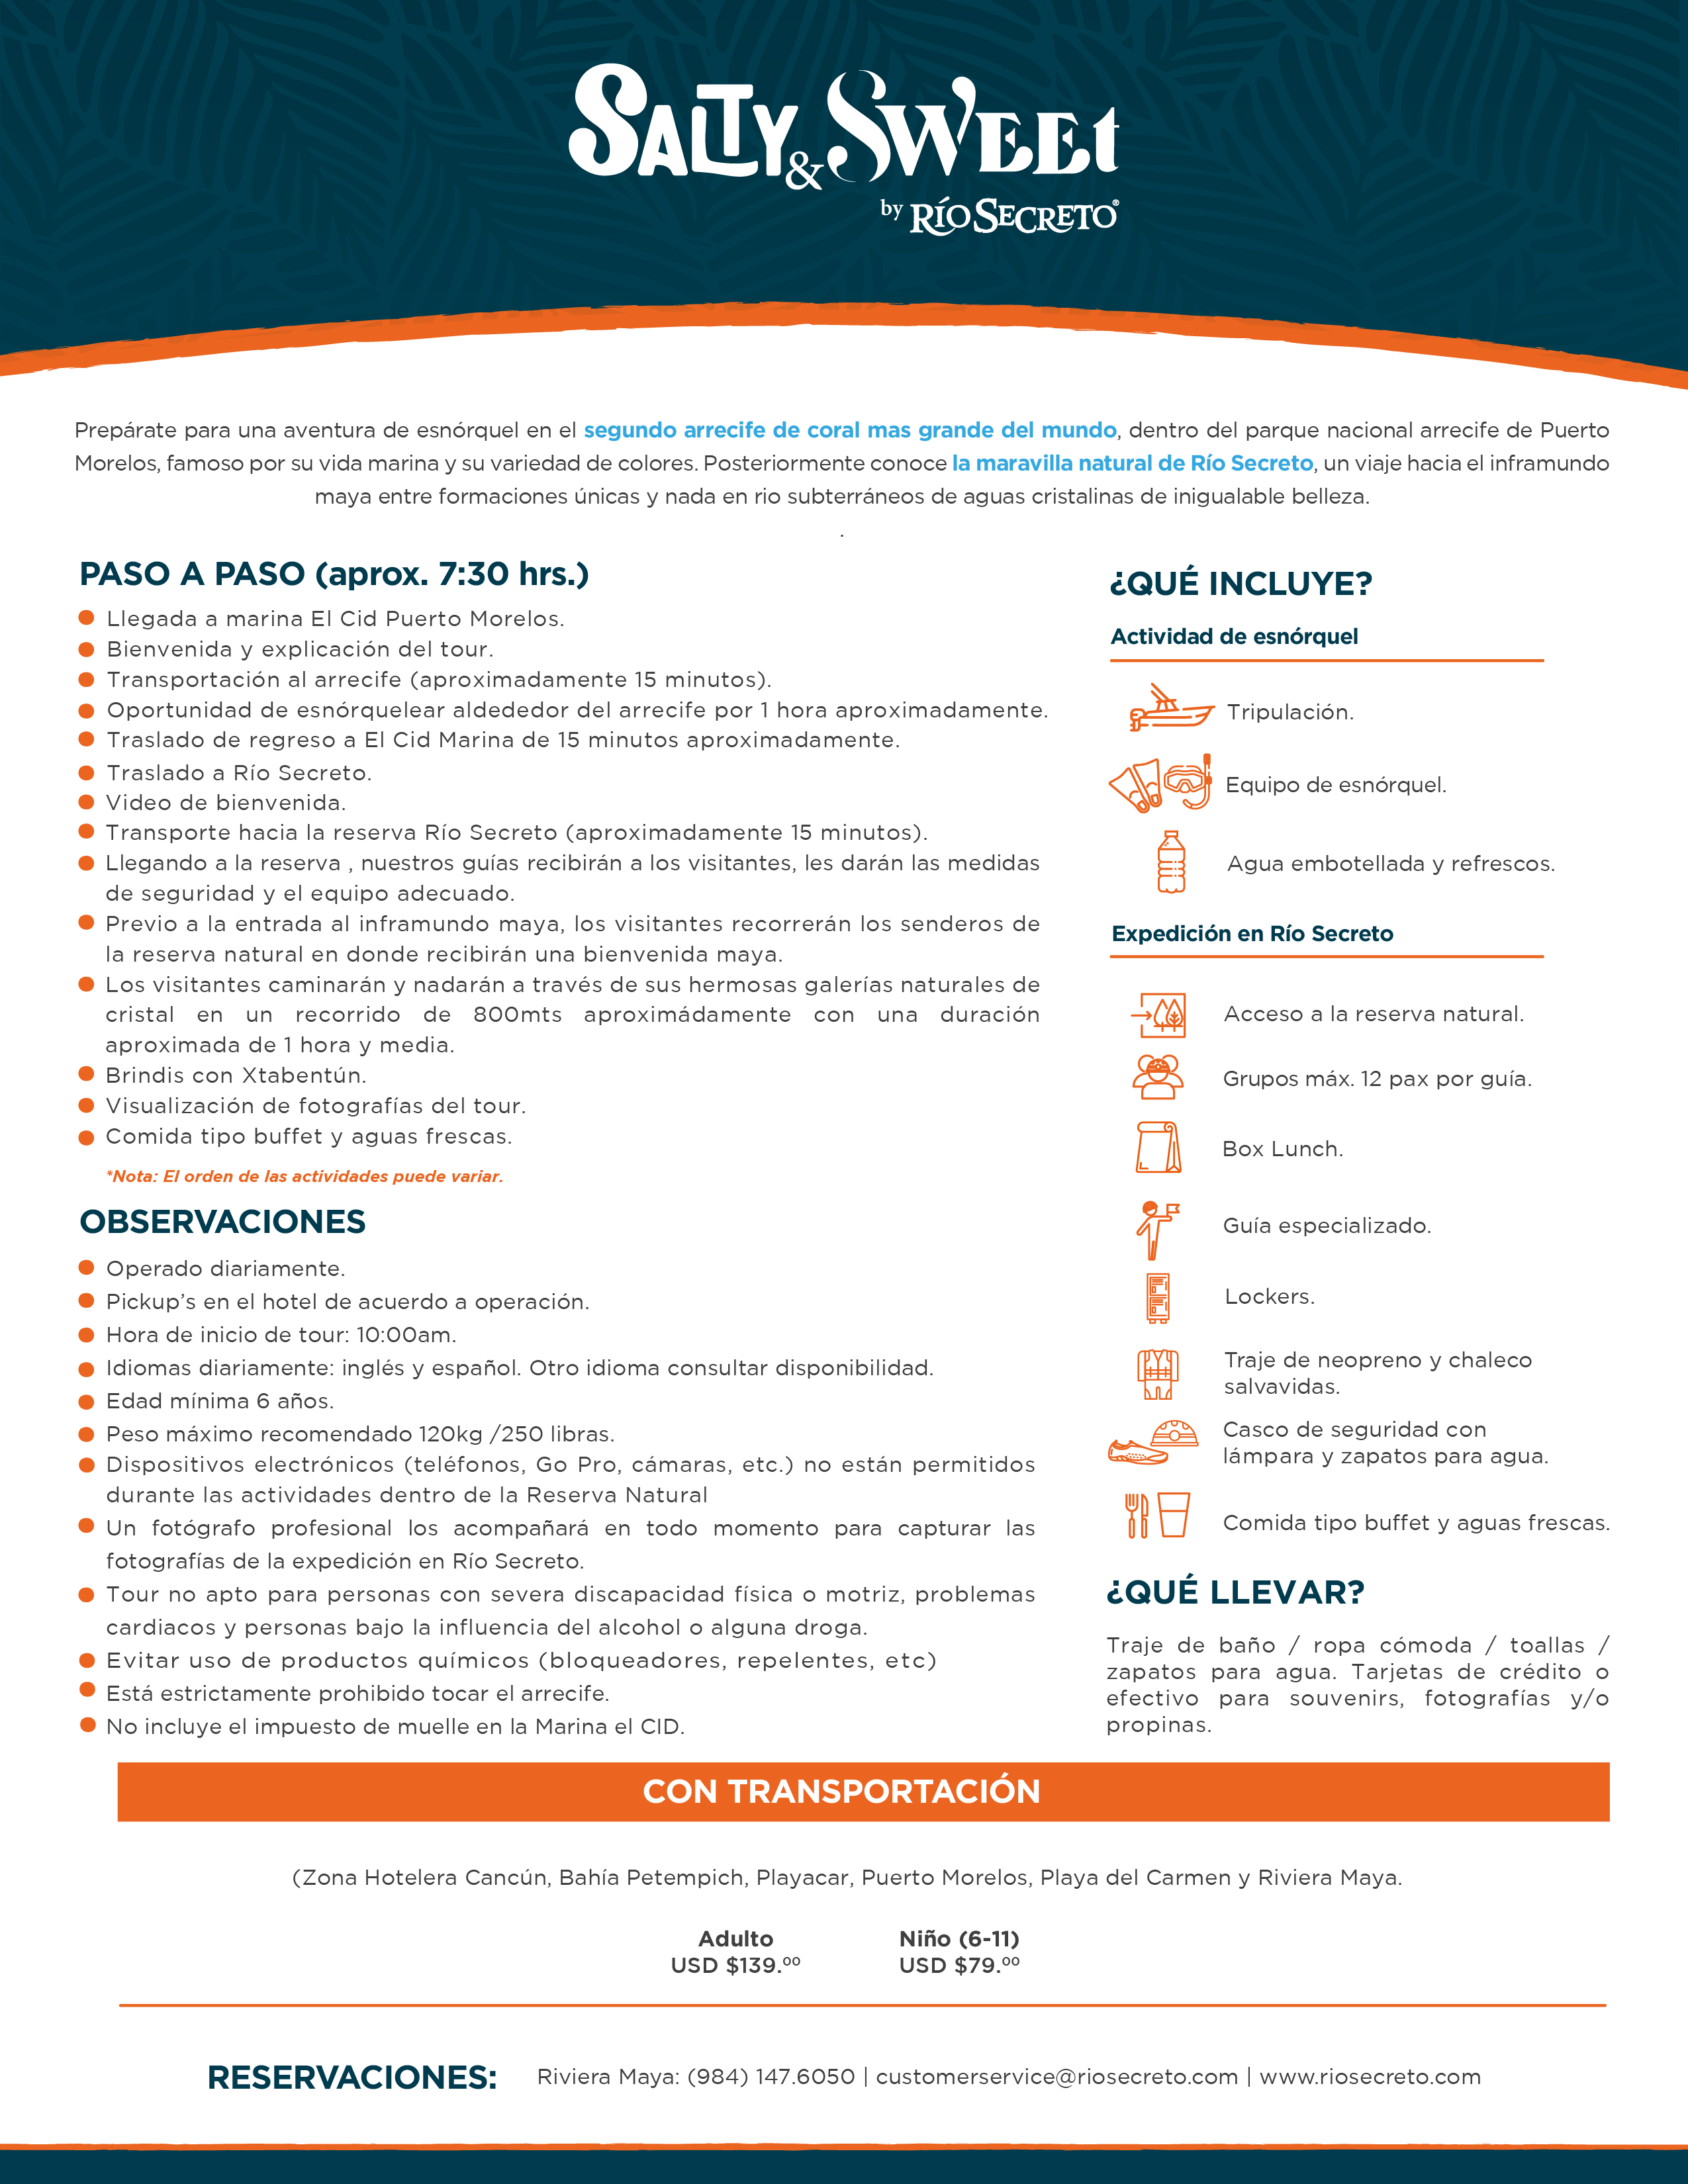 SALTY & SWEEt
by RÍO SECRETO®
Prepárate para una aventura de esnórquel en el segundo arrecife de coral mas grande del mundo, dentro del parque nacional arrecife de Puerto
Morelos, famoso por su vida marina y su variedad de colores. Posteriormente conoce la maravilla natural de Río Secreto, un viaje hacia el inframundo
maya entre formaciones únicas y nada en rio subterráneos de aguas cristalinas de inigualable belleza.
.
PASO A PASO (aprox. 7:30 hrs.)
Llegada a marina El Cid Puerto Morelos.
Bienvenida y explicación del tour.
Transportación al arrecife (aproximadamente 15 minutos).
Oportunidad de esnórquelear aldededor del arrecife por 1 hora aproximadamente.
Traslado de regreso a El Cid Marina de 15 minutos aproximadamente.
Traslado a Río Secreto.
Video de bienvenida.
Transporte hacia la reserva Río Secreto (aproximadamente 15 minutos).
Llegando a la reserva , nuestros guías recibirán a los visitantes, les darán las medidas
de seguridad y el equipo adecuado.
Previo a la entrada al inframundo maya, los visitantes recorrerán los senderos de
la reserva natural en donde recibirán una bienvenida maya.
Los visitantes caminarán y nadarán a través de sus hermosas galerías naturales de
cristal en un recorrido de 800mts aproximádamente con una duración
aproximada de 1 hora y media.
Brindis con Xtabentún.
Visualización de fotografías del tour.
Comida tipo buffet y aguas frescas.
*Nota: El orden de las actividades puede variar.
OBSERVACIONES
Operado diariamente.
Pickup's en el hotel de acuerdo a operación.
Hora de inicio de tour: 10:00am.
Idiomas diariamente: inglés y español. Otro idioma consultar disponibilidad.
Edad mínima 6 años.
Peso máximo recomendado 120kg /250 libras.
Dispositivos electrónicos (teléfonos, Go Pro, cámaras, etc.) no están permitidos
durante las actividades dentro de la Reserva Natural
Un fotógrafo profesional los acompañará en todo momento para capturar las
fotografías de la expedición en Río Secreto.
Tour no apto para personas con severa discapacidad física o motriz, problemas
cardiacos y personas bajo la influencia del alcohol o alguna droga.
Evitar uso de productos químicos (bloqueadores, repelentes, etc)
Está estrictamente prohibido tocar el arrecife.
No incluye el impuesto de muelle en la Marina el CID.
¿QUÉ INCLUYE?
Actividad de esnórquel
Tripulación.
Equipo de esnórquel.
Agua embotellada y refrescos.
Expedición en Río Secreto
Acceso a la reserva natural.
Grupos máx. 12 pax por guía.
Box Lunch.
Guía especializado.
Lockers.
Traje de neopreno y chaleco
salvavidas.
Casco de seguridad con
lámpara y zapatos para agua.
Comida tipo buffet y aguas frescas.
¿QUÉ LLEVAR?
Traje de baño / ropa cómoda / toallas /
zapatos para agua. Tarjetas de crédito o
efectivo para souvenirs, fotografías y/o
propinas.
CON TRANSPORTACIÓN
(Zona Hotelera Cancún, Bahía Petempich, Playacar, Puerto Morelos, Playa del Carmen y Riviera Maya.
Adulto
USD $139.00
Niño (6-11)
USD $79.00
RESERVACIONES: Riviera Maya: (984) 147.6050 | customerservice@riosecreto.com | www.riosecreto.com